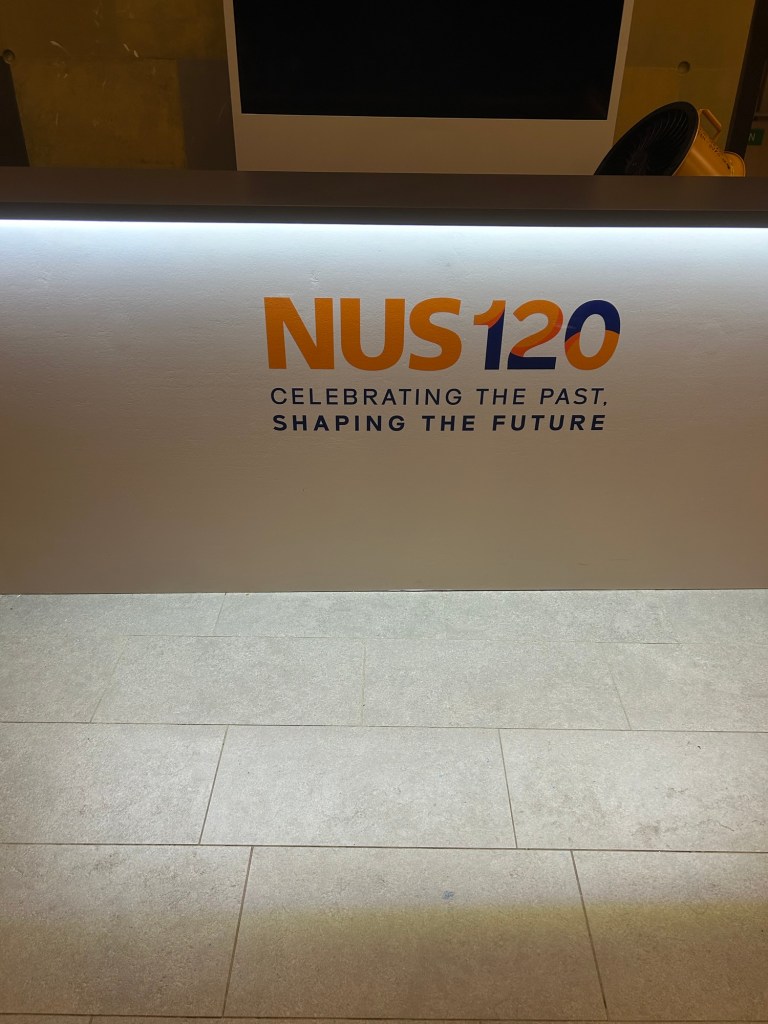 NUS120
CELEBRATING THE PAST,
SHAPING THE FUTURE